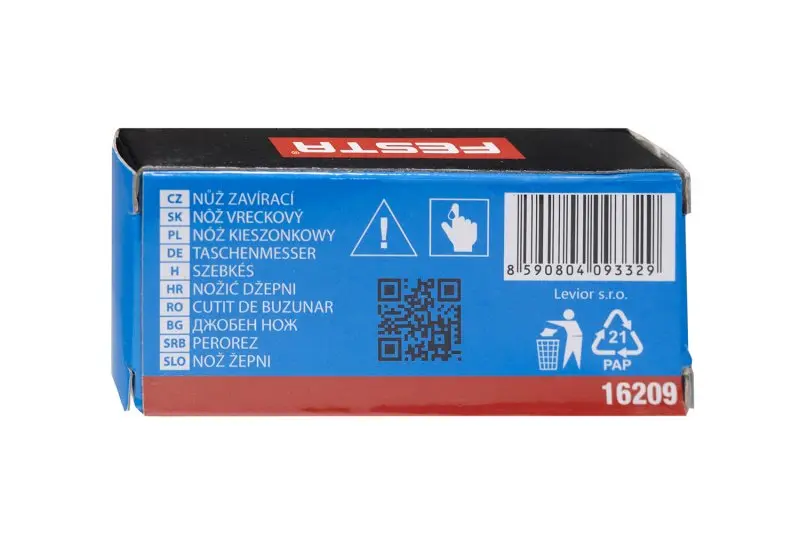 FESTA®
CZ NŮŽ ZAVÍRACÍ
SK NÔŽ VRECKOVÝ
PL NÓŻ KIESZONKOWY
DE TASCHENMESSER
H SZEBKÉS
HR NOŽIĆ DŽEPNI
RO CUTIT DE BUZUNAR
BG ДЖОБЕН НОЖ
SRB PEROREZ
SLO NOŽ ŽEPNI
8 590804 093329
Levior s.r.o.
21
PAP
16209